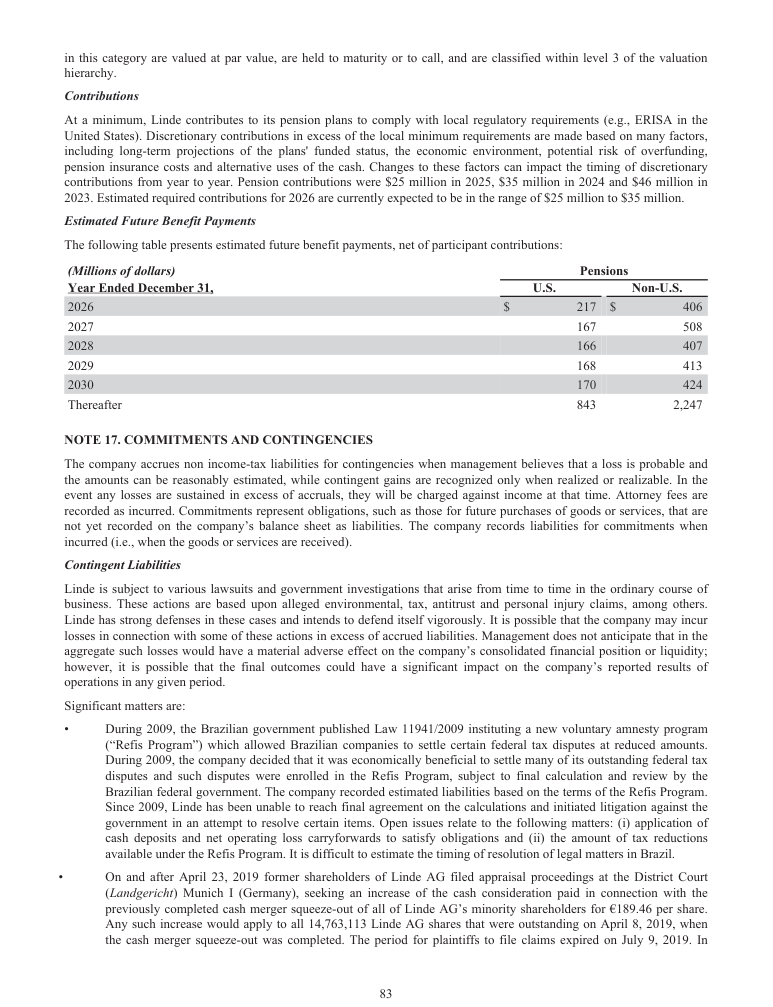 in this category are valued at par value, are held to maturity or to call, and are classified within level 3 of the valuation
hierarchy.
Contributions
At a minimum, Linde contributes to its pension plans to comply with local regulatory requirements (e.g., ERISA in the
United States). Discretionary contributions in excess of the local minimum requirements are made based on many factors,
including long-term projections of the plans' funded status, the economic environment, potential risk of overfunding,
pension insurance costs and alternative uses of the cash. Changes to these factors can impact the timing of discretionary
contributions from year to year. Pension contributions were $25 million in 2025, $35 million in 2024 and $46 million in
2023. Estimated required contributions for 2026 are currently expected to be in the range of $25 million to $35 million.
Estimated Future Benefit Payments
The following table presents estimated future benefit payments, net of participant contributions:
(Millions of dollars) Pensions
Year Ended December 31, U.S. Non-U.S.
2026 $ 217 $ 406
2027 167 508
2028 166 407
2029 168 413
2030 170 424
Thereafter 843 2,247
NOTE 17. COMMITMENTS AND CONTINGENCIES
The company accrues non income-tax liabilities for contingencies when management believes that a loss is probable and
the amounts can be reasonably estimated, while contingent gains are recognized only when realized or realizable. In the
event any losses are sustained in excess of accruals, they will be charged against income at that time. Attorney fees are
recorded as incurred. Commitments represent obligations, such as those for future purchases of goods or services, that are
not yet recorded on the company's balance sheet as liabilities. The company records liabilities for commitments when
incurred (i.e., when the goods or services are received).
Contingent Liabilities
Linde is subject to various lawsuits and government investigations that arise from time to time in the ordinary course of
business. These actions are based upon alleged environmental, tax, antitrust and personal injury claims, among others.
Linde has strong defenses in these cases and intends to defend itself vigorously. It is possible that the company may incur
losses in connection with some of these actions in excess of accrued liabilities. Management does not anticipate that in the
aggregate such losses would have a material adverse effect on the company's consolidated financial position or liquidity;
however, it is possible that the final outcomes could have a significant impact on the company's reported results of
operations in any given period.
Significant matters are:
• During 2009, the Brazilian government published Law 11941/2009 instituting a new voluntary amnesty program
("Refis Program") which allowed Brazilian companies to settle certain federal tax disputes at reduced amounts.
During 2009, the company decided that it was economically beneficial to settle many of its outstanding federal tax
disputes and such disputes were enrolled in the Refis Program, subject to final calculation and review by the
Brazilian federal government. The company recorded estimated liabilities based on the terms of the Refis Program.
Since 2009, Linde has been unable to reach final agreement on the calculations and initiated litigation against the
government in an attempt to resolve certain items. Open issues relate to the following matters: (i) application of
cash deposits and net operating loss carryforwards to satisfy obligations and (ii) the amount of tax reductions
available under the Refis Program. It is difficult to estimate the timing of resolution of legal matters in Brazil.
• On and after April 23, 2019 former shareholders of Linde AG filed appraisal proceedings at the District Court
(Landgericht) Munich I (Germany), seeking an increase of the cash consideration paid in connection with the
previously completed cash merger squeeze-out of all of Linde AG's minority shareholders for €189.46 per share.
Any such increase would apply to all 14,763,113 Linde AG shares that were outstanding on April 8, 2019, when
the cash merger squeeze-out was completed. The period for plaintiffs to file claims expired on July 9, 2019. In
83